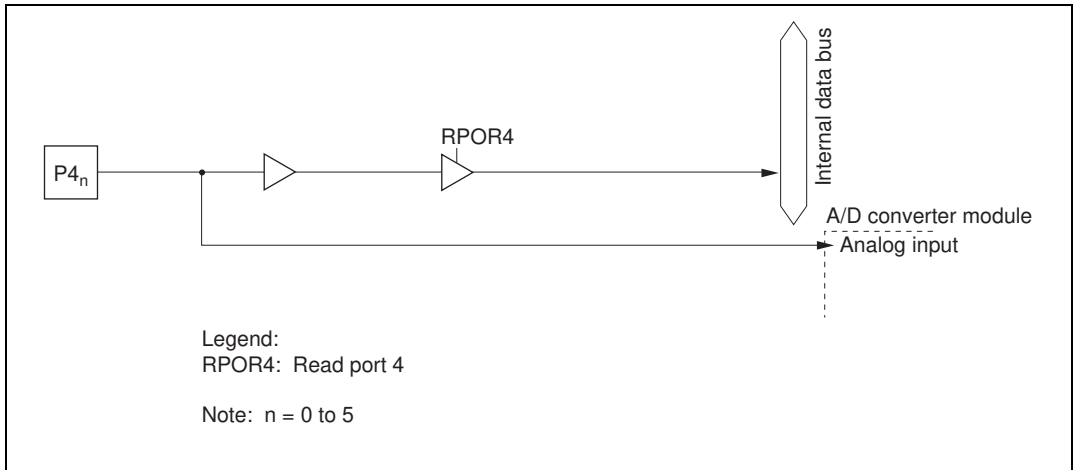 Internal data bus
RPOR4
P4n
A/D converter module
Analog input
Legend:
RPOR4: Read port 4
Note: n = 0 to 5